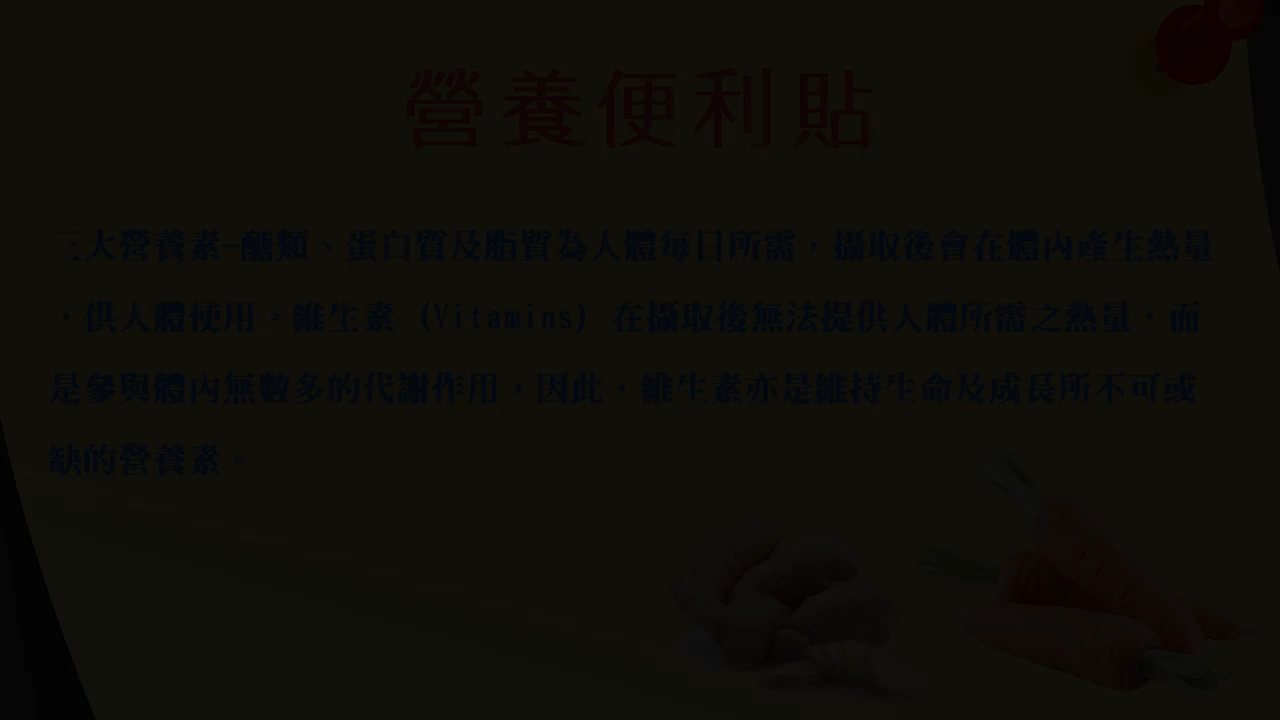 營養便利貼
三大營養素-醣類、蛋白質及脂質為人體每日所需，攝取後會在體內產生熱量
，供人體使用。維生素 (Vitamins) 在攝取後無法提供人體所需之熱量，而
是參與體內無數多的代謝作用，因此，維生素亦是維持生命及成長所不可或
缺的營養素。